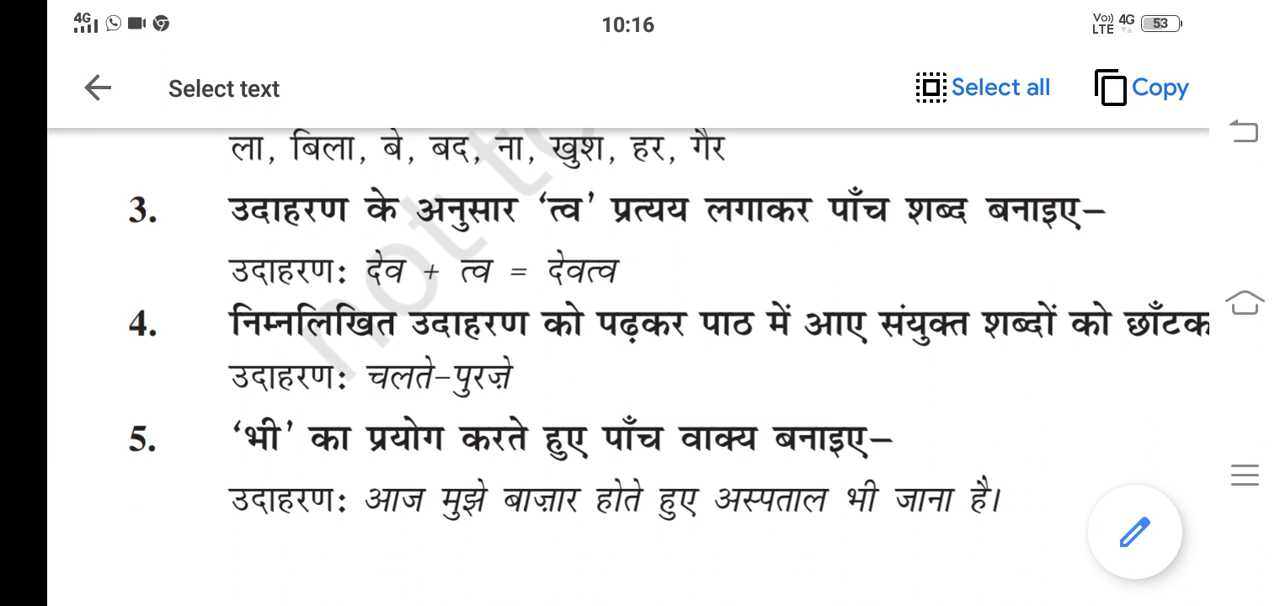 4G
10:16
Vo)) 4G
LTE
53
Select text
Select all
Copy
ला, बिला, बे, बद, ना, खुश, हर, गैर
3. उदाहरण के अनुसार ‘त्व’ प्रत्यय लगाकर पाँच शब्द बनाइए–
उदाहरण: देव + त्व = देवत्व
4. निम्नलिखित उदाहरण को पढ़कर पाठ में आए संयुक्त शब्दों को छाँटक
उदाहरण: चलते-पुरज़े
5. ‘भी’ का प्रयोग करते हुए पाँच वाक्य बनाइए–
उदाहरण: आज मुझे बाज़ार होते हुए अस्पताल भी जाना है।
not to